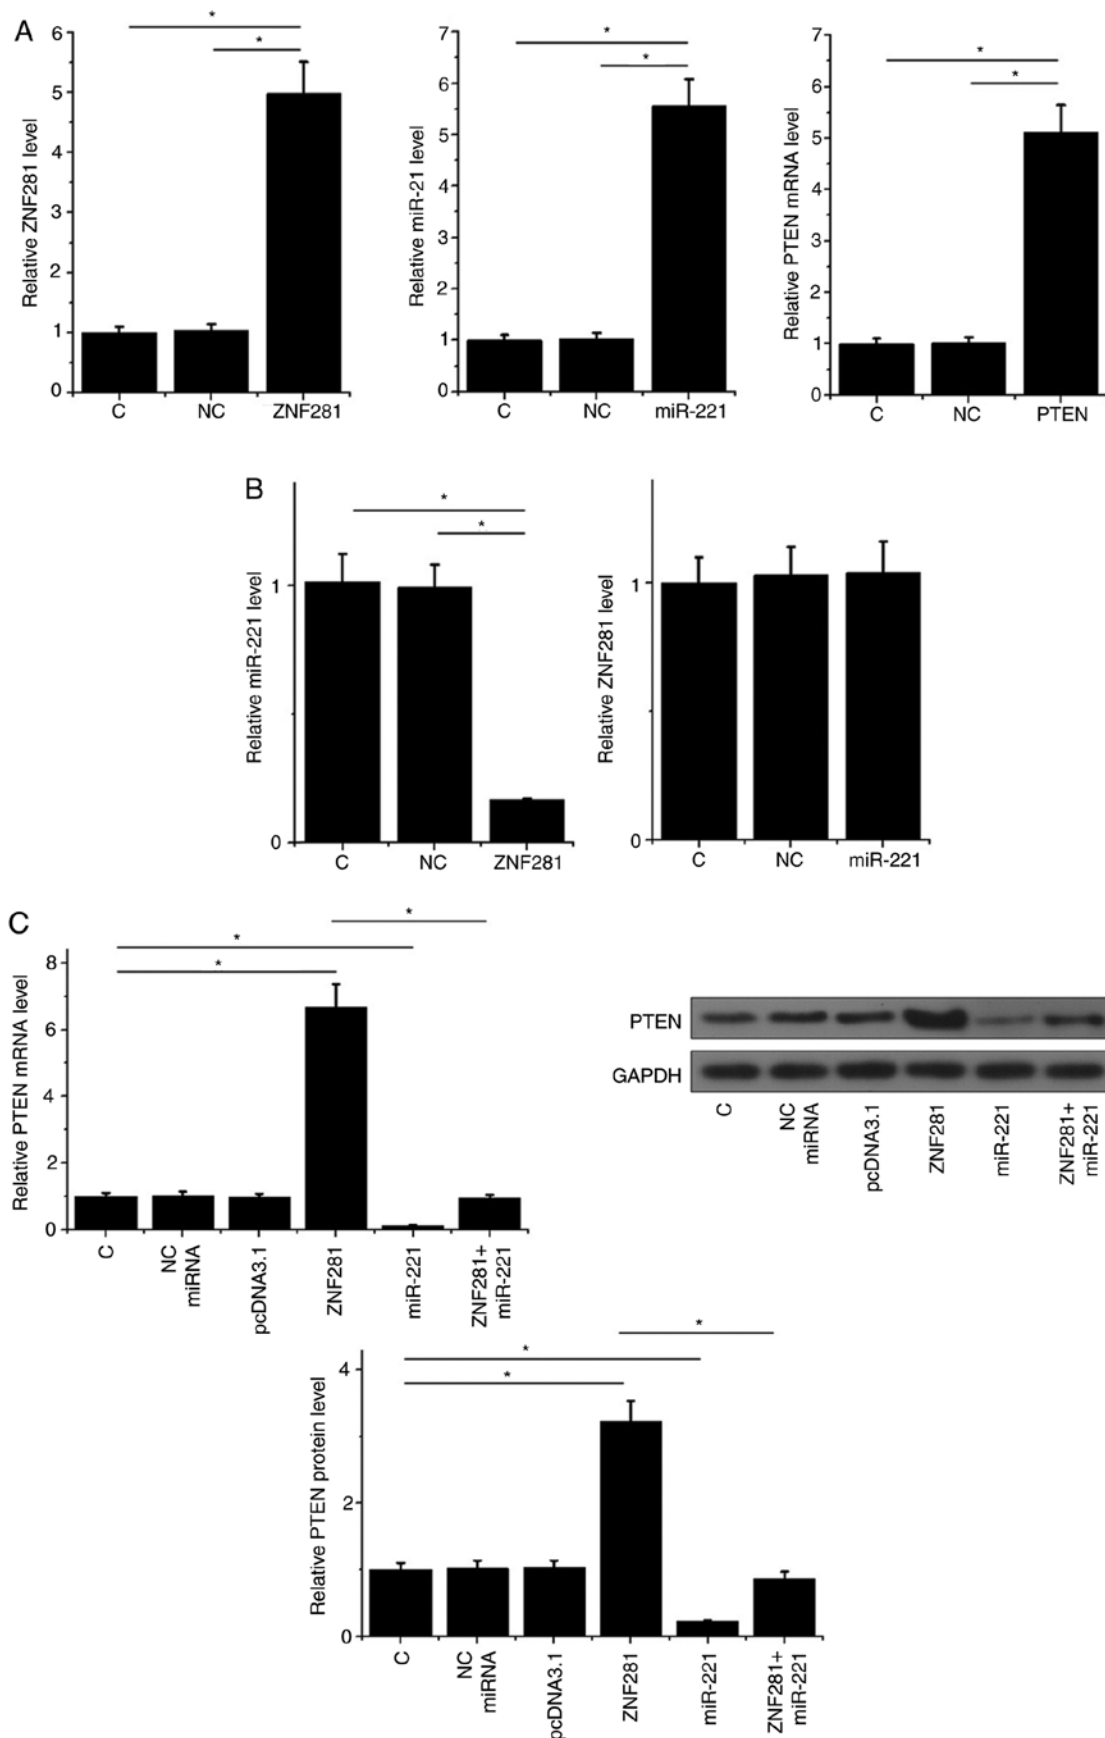 A
Relative ZNF281 level
6
5
4
3
2
1
0
*
*
C NC ZNF281
Relative miR-21 level
7
6
5
4
3
2
1
0
*
*
C NC miR-221
Relative PTEN mRNA level
7
6
5
4
3
2
1
0
*
*
C NC PTEN
B
Relative miR-221 level
1
0
*
*
C NC ZNF281
Relative ZNF281 level
1
0
C NC miR-221
C
Relative PTEN mRNA level
8
6
4
2
1
0
*
*
*
C
NC
miRNA
pcDNA3.1
ZNF281
miR-221
ZNF281+
miR-221
PTEN
GAPDH
C
NC
miRNA
pcDNA3.1
ZNF281
miR-221
ZNF281+
miR-221
Relative PTEN protein level
4
2
1
0
*
*
*
C
NC
miRNA
pcDNA3.1
ZNF281
miR-221
ZNF281+
miR-221